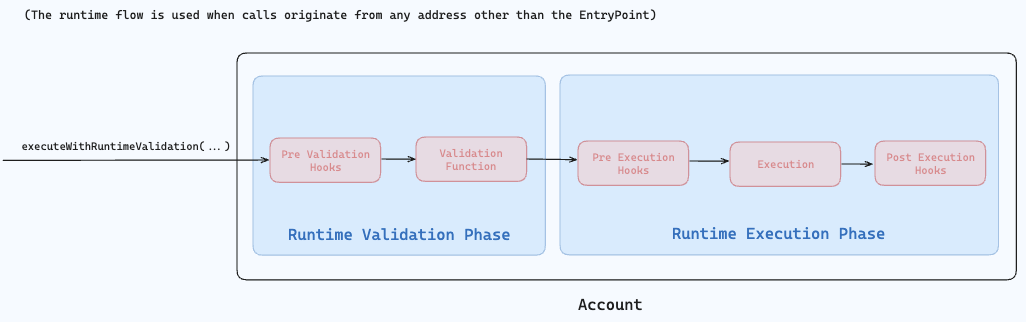 (The runtime flow is used when calls originate from any address other than the EntryPoint)
executeWithRuntimeValidation(...)
Pre Validation
Hooks
Validation
Function
Pre Execution
Hooks
Execution
Post Execution
Hooks
Runtime Validation Phase
Runtime Execution Phase
Account